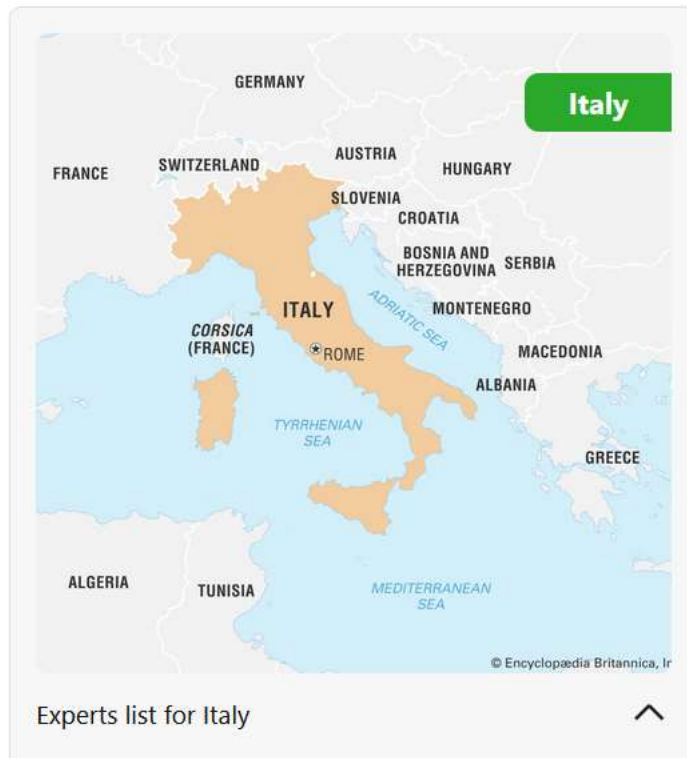 GERMANY
Italy
AUSTRIA
SWITZERLAND
HUNGARY
FRANCE
SLOVENIA
CROATIA
BOSNIA AND
HERZEGOVINA
SERBIA
ADRIATIC SEA
MONTENEGRO
ITALY
CORSICA
(FRANCE)
ROME
MACEDONIA
ALBANIA
TYRRHENIAN
SEA
GREECE
ALGERIA
TUNISIA
MEDITERRANEAN
SEA
© Encyclopædia Britannica, In
Experts list for Italy